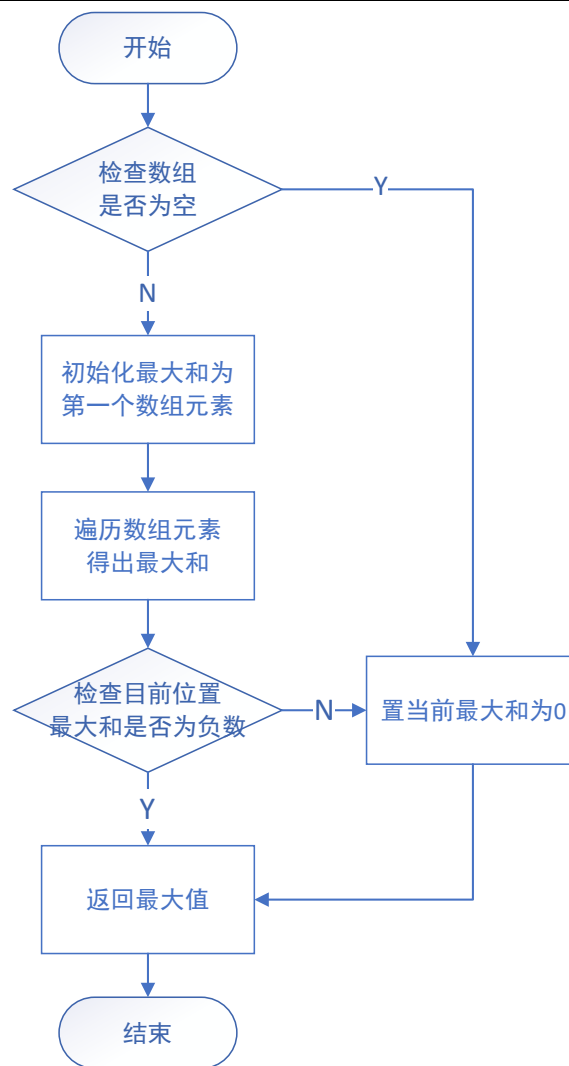 开始
检查数组
是否为空
Y
N
初始化最大和为
第一个数组元素
遍历数组元素
得出最大和
检查目前位置
最大和是否为负数
N
置当前最大和为0
Y
返回最大值
结束